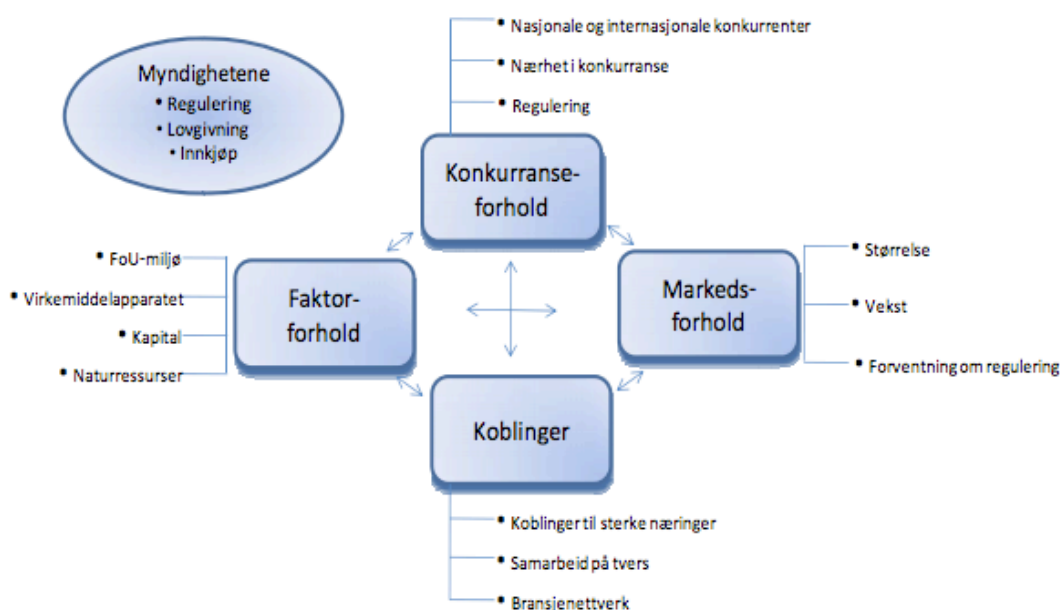 • Nasjonale og internasjonale konkurrenter
• Nærhet i konkurranse
• Regulering
Myndighetene
• Regulering
• Lovgivning
• Innkjøp
Konkurranse-
forhold
• FoU-miljø
• Virkemiddelapparatet
• Kapital
• Naturressurser
Faktor-
forhold
Markeds-
forhold
• Størrelse
• Vekst
• Forventning om regulering
Koblinger
• Koblinger til sterke næringer
• Samarbeid på tvers
• Bransjenettverk